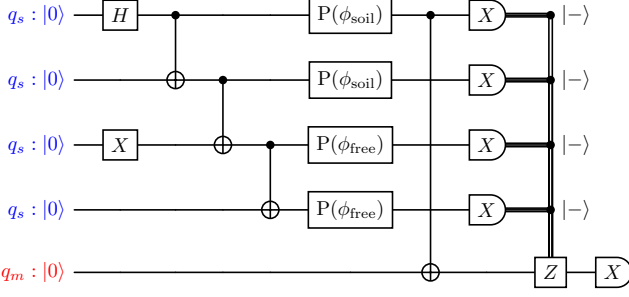 q_s : |0⟩ H P(ϕ_soil) X |−⟩
q_s : |0⟩ P(ϕ_soil) X |−⟩
q_s : |0⟩ X P(ϕ_free) X |−⟩
q_s : |0⟩ P(ϕ_free) X |−⟩
q_m : |0⟩ Z X